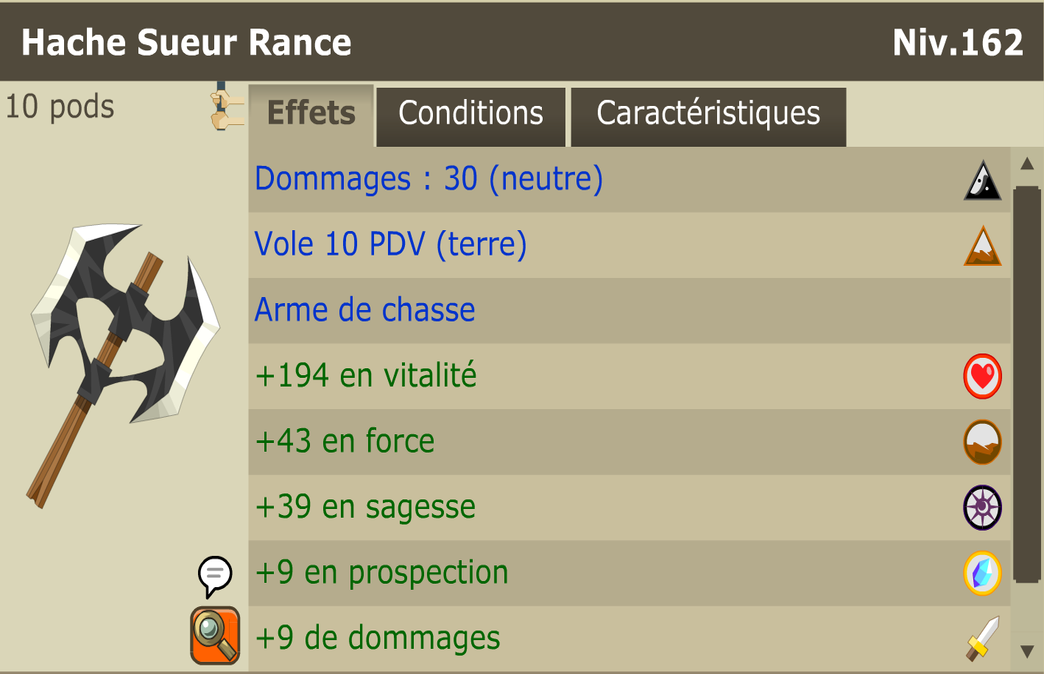 Hache Sueur Rance
Niv.162
10 pods
Effets
Conditions
Caractéristiques
Dommages : 30 (neutre)
Vole 10 PDV (terre)
Arme de chasse
+194 en vitalité
+43 en force
+39 en sagesse
+9 en prospection
+9 de dommages